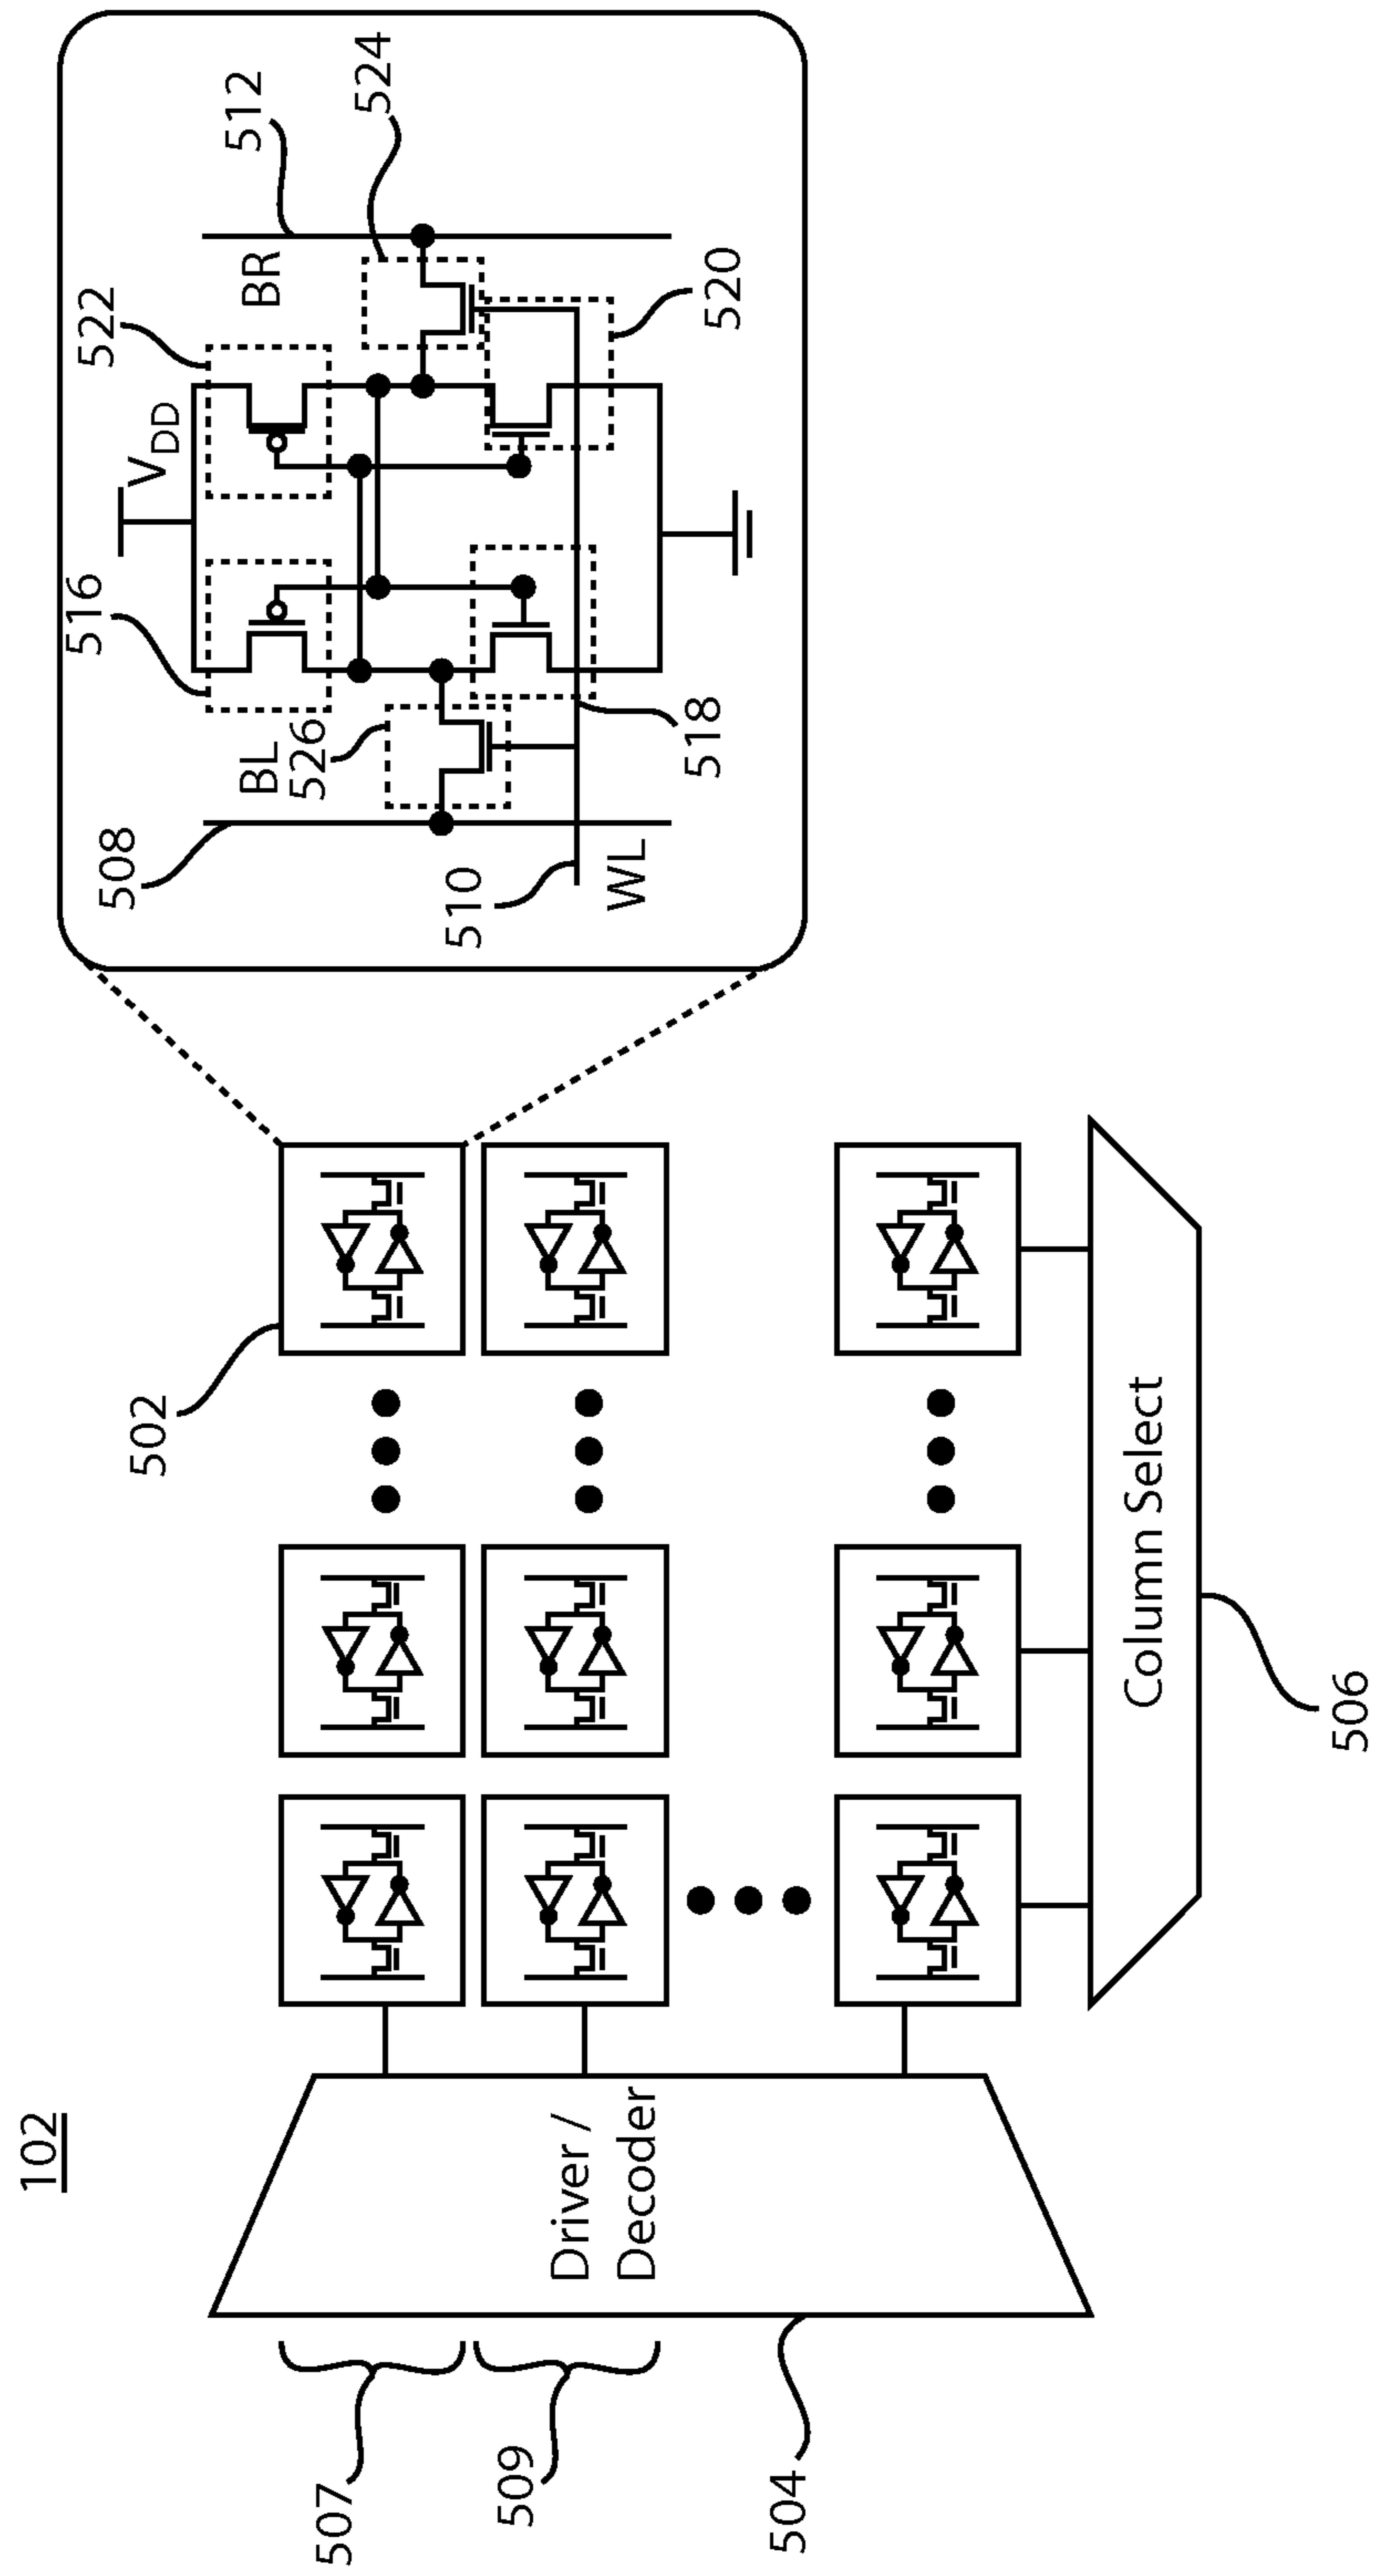 102
507
509
504
Driver /
Decoder
502
Column Select
506
508
BL
526
510
WL
516
V_DD
522
BR
512
524
518
520